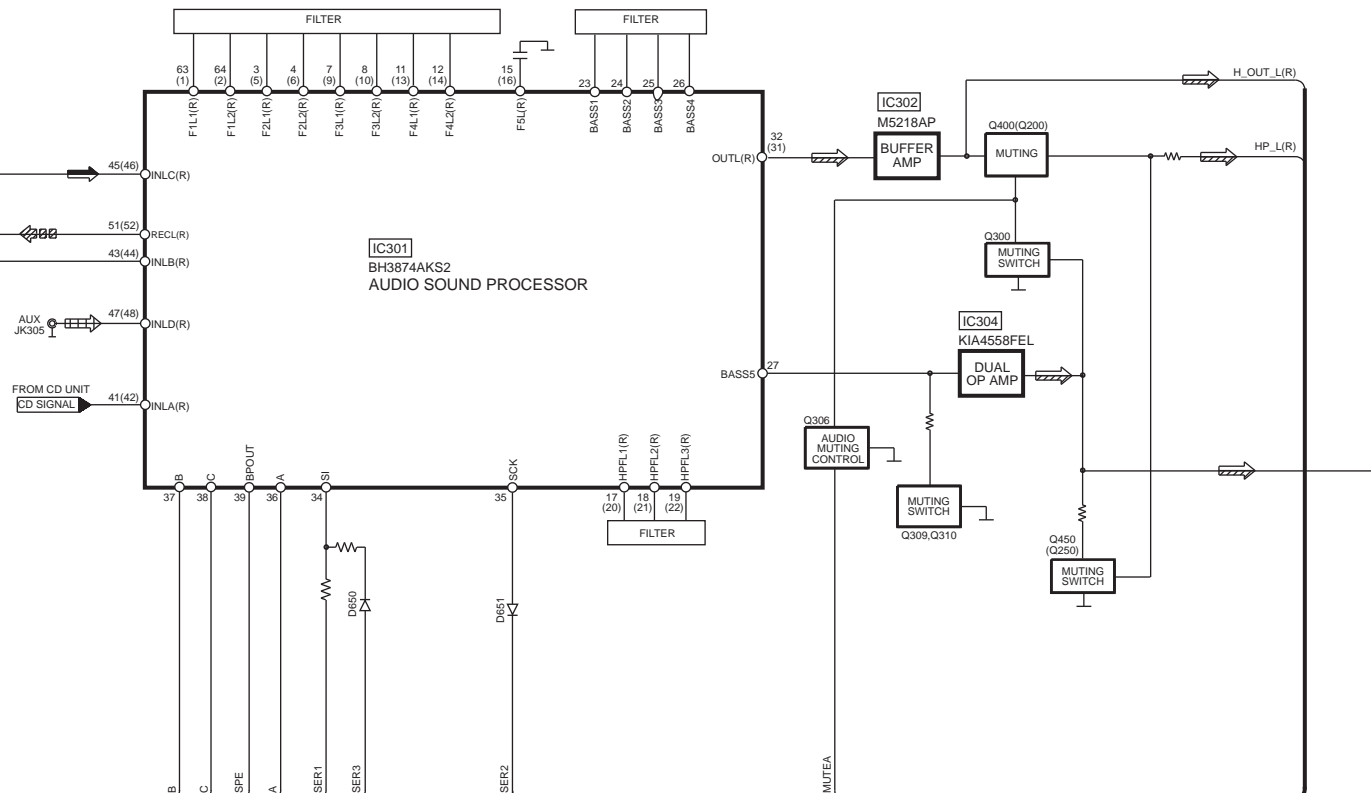 FILTER
FILTER
63
(1)
64
(2)
3
(5)
4
(6)
7
(9)
8
(10)
11
(13)
12
(14)
15
(16)
23
24
25
26
F1L1(R)
F1L2(R)
F2L1(R)
F2L2(R)
F3L1(R)
F3L2(R)
F4L1(R)
F4L2(R)
F5L(R)
BASS1
BASS2
BASS3
BASS4
H_OUT_L(R)
IC302
M5218AP
BUFFER
AMP
Q400(Q200)
MUTING
HP_L(R)
32
(31)
OUTL(R)
45(46)
INLC(R)
51(52)
RECL(R)
43(44)
INLB(R)
IC301
BH3874AKS2
AUDIO SOUND PROCESSOR
Q300
MUTING
SWITCH
AUX
JK305
47(48)
INLD(R)
IC304
KIA4558FEL
DUAL
OP AMP
27
BASS5
FROM CD UNIT
CD SIGNAL
41(42)
INLA(R)
Q306
AUDIO
MUTING
CONTROL
B
C
BPOUT
A
SI
SCK
HPFL1(R)
HPFL2(R)
HPFL3(R)
37
38
39
36
34
35
17
(20)
18
(21)
19
(22)
FILTER
MUTING
SWITCH
Q309,Q310
Q450
(Q250)
MUTING
SWITCH
D650
D651
B
C
SPE
A
SER1
SER3
SER2
MUTEA